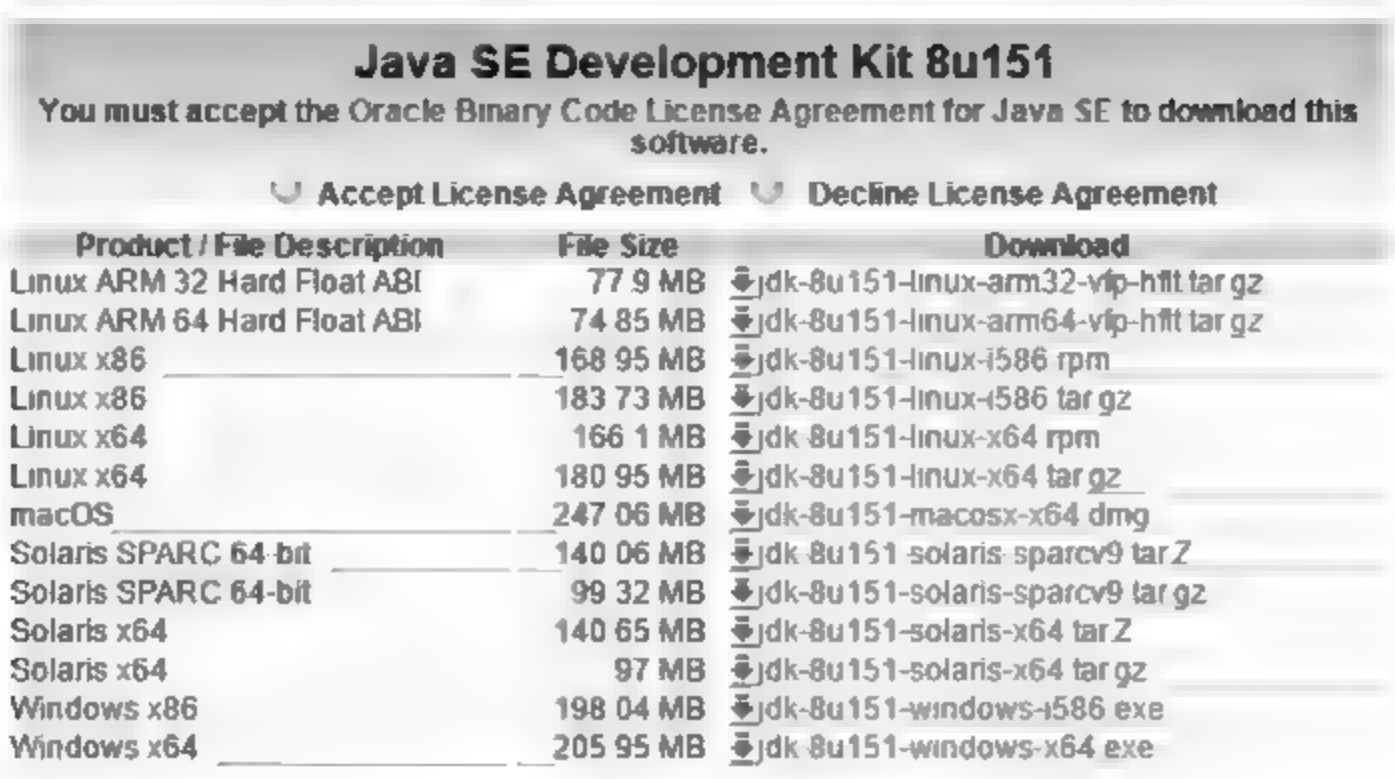 Java SE Development Kit 8u151
You must accept the Oracle Binary Code License Agreement for Java SE to download this
software.
Accept License Agreement Decline License Agreement
Product / File Description File Size Download
Linux ARM 32 Hard Float ABI 77.9 MB jdk-8u151-linux-arm32-vfp-hflt.tar.gz
Linux ARM 64 Hard Float ABI 74.85 MB jdk-8u151-linux-arm64-vfp-hflt.tar.gz
Linux x86 168.95 MB jdk-8u151-linux-i586.rpm
Linux x86 183.73 MB jdk-8u151-linux-i586.tar.gz
Linux x64 166.1 MB jdk-8u151-linux-x64.rpm
Linux x64 180.95 MB jdk-8u151-linux-x64.tar.gz
macOS 247.06 MB jdk-8u151-macosx-x64.dmg
Solaris SPARC 64-bit 140.06 MB jdk-8u151-solaris-sparcv9.tar.Z
Solaris SPARC 64-bit 99.32 MB jdk-8u151-solaris-sparcv9.tar.gz
Solaris x64 140.65 MB jdk-8u151-solaris-x64.tar.Z
Solaris x64 97 MB jdk-8u151-solaris-x64.tar.gz
Windows x86 198.04 MB jdk-8u151-windows-i586.exe
Windows x64 205.95 MB jdk-8u151-windows-x64.exe